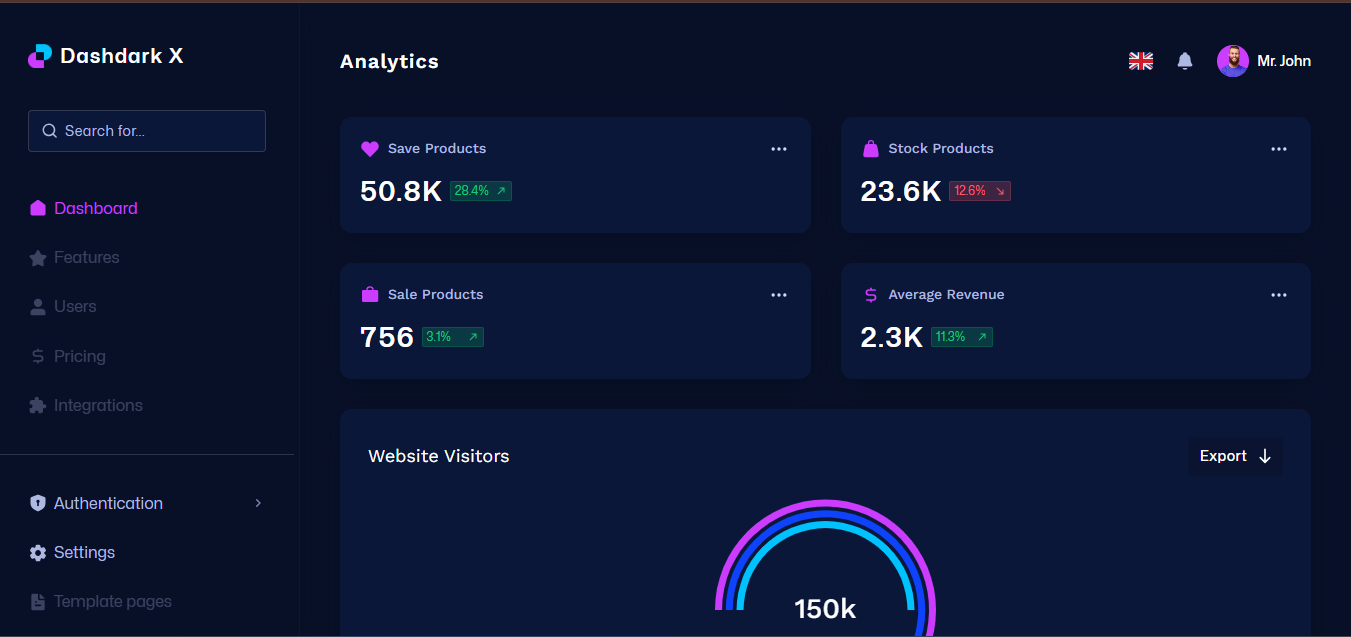 Dashdark X
Search for...
Dashboard
Features
Users
Pricing
Integrations
Authentication
Settings
Template pages
Analytics
Mr. John
Save Products
50.8K 28.4%
Stock Products
23.6K 12.6%
Sale Products
756 3.1%
Average Revenue
2.3K 11.3%
Website Visitors
Export
150k